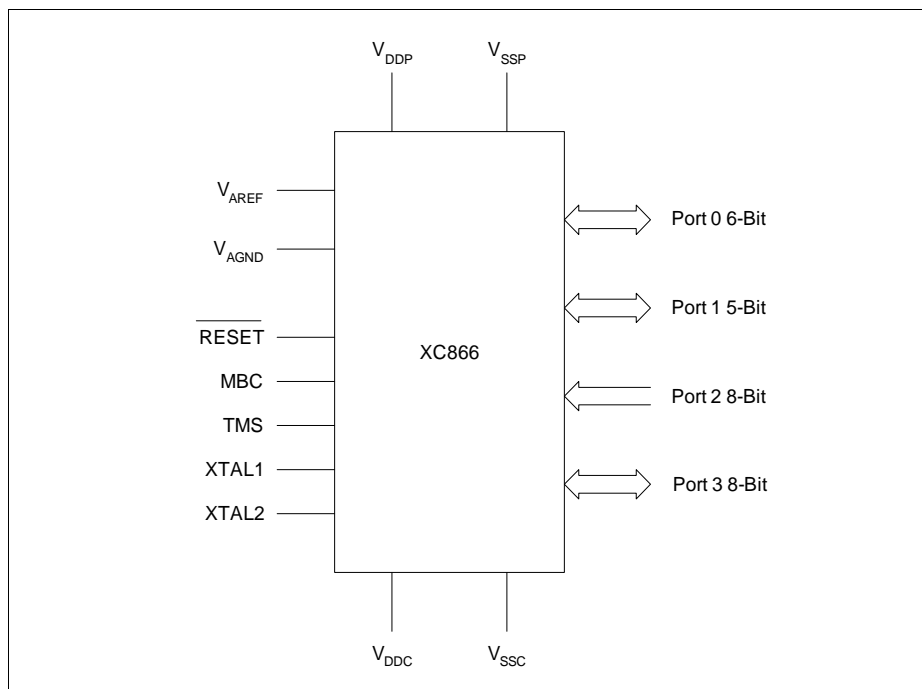 VDDP VSSP
VAREF
VAGND
RESET
MBC
TMS
XTAL1
XTAL2
XC866
Port 0 6-Bit
Port 1 5-Bit
Port 2 8-Bit
Port 3 8-Bit
VDDC VSSC